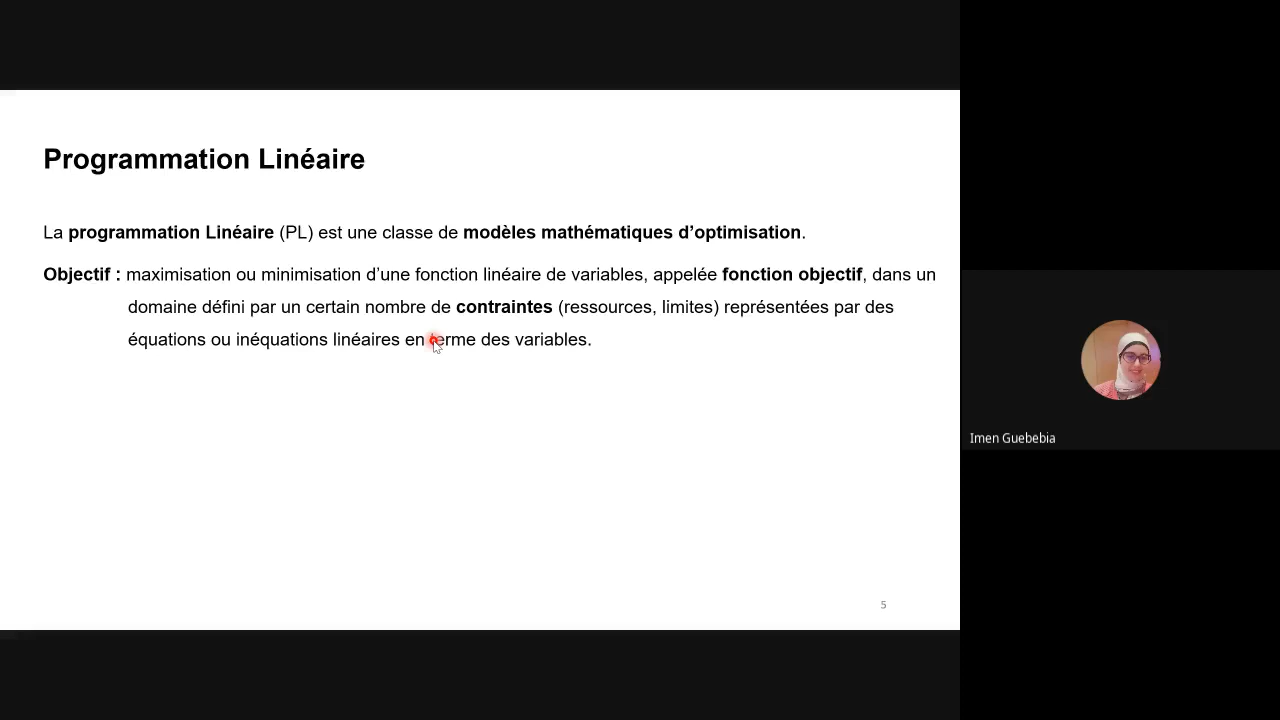 Programmation Linéaire
La programmation Linéaire (PL) est une classe de modèles mathématiques d’optimisation.
Objectif : maximisation ou minimisation d’une fonction linéaire de variables, appelée fonction objectif, dans un
domaine défini par un certain nombre de contraintes (ressources, limites) représentées par des
équations ou inéquations linéaires en terme des variables.
Imen Guebebia
5